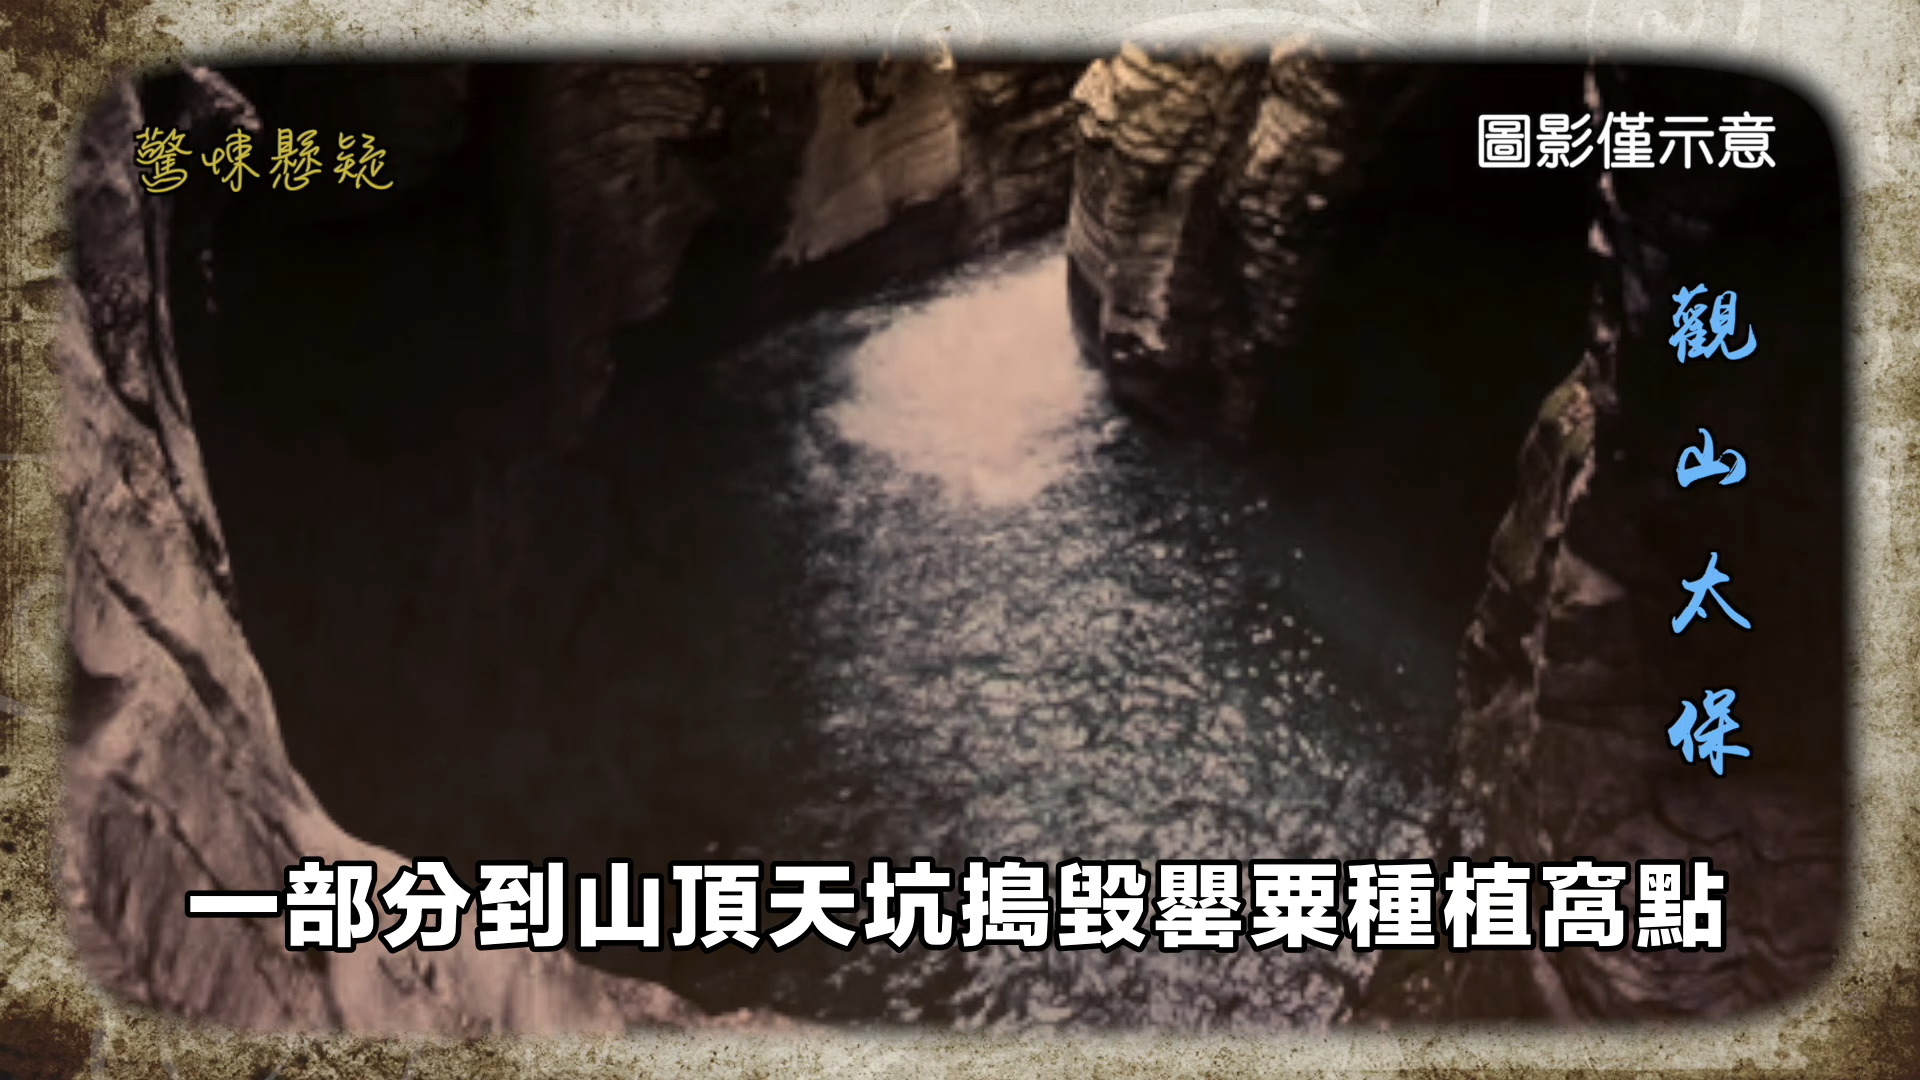 驚悚懸疑
圖影僅示意
觀山太保
一部分到山頂天坑搗毀罌粟種植窩點